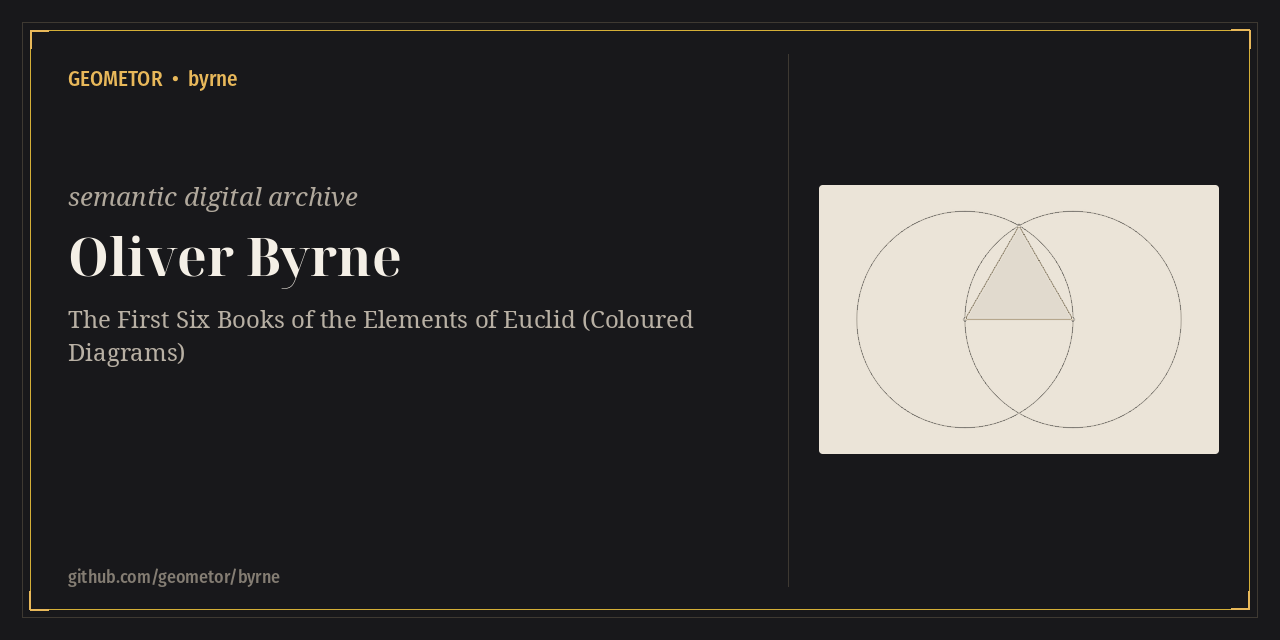 GEOMETOR • byrne
semantic digital archive
Oliver Byrne
The First Six Books of the Elements of Euclid (Coloured
Diagrams)
github.com/geometor/byrne